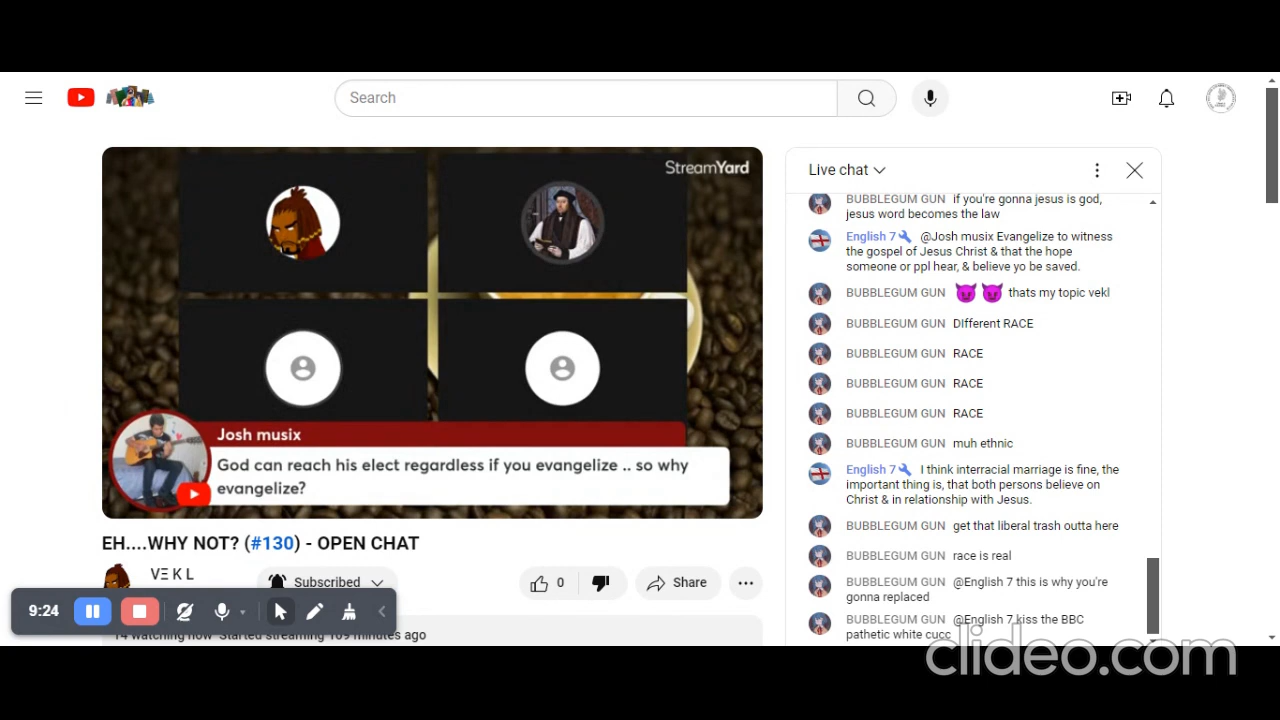 Search
StreamYard
Josh musix
God can reach his elect regardless if you evangelize .. so why
evangelize?
EH....WHY NOT? (#130) - OPEN CHAT
VΞKL
Subscribed
0
Share
9:24
14 watching now Started streaming 109 minutes ago
Live chat
BUBBLEGUM GUN if you're gonna jesus is god,
jesus word becomes the law
English 7 @Josh musix Evangelize to witness
the gospel of Jesus Christ & that the hope
someone or ppl hear, & believe yo be saved.
BUBBLEGUM GUN 😈 😈 thats my topic vekl
BUBBLEGUM GUN DIfferent RACE
BUBBLEGUM GUN RACE
BUBBLEGUM GUN RACE
BUBBLEGUM GUN RACE
BUBBLEGUM GUN muh ethnic
English 7 I think interracial marriage is fine, the
important thing is, that both persons believe on
Christ & in relationship with Jesus.
BUBBLEGUM GUN get that liberal trash outta here
BUBBLEGUM GUN race is real
BUBBLEGUM GUN @English 7 this is why you're
gonna replaced
BUBBLEGUM GUN @English 7 kiss the BBC
pathetic white cucc
clideo.com